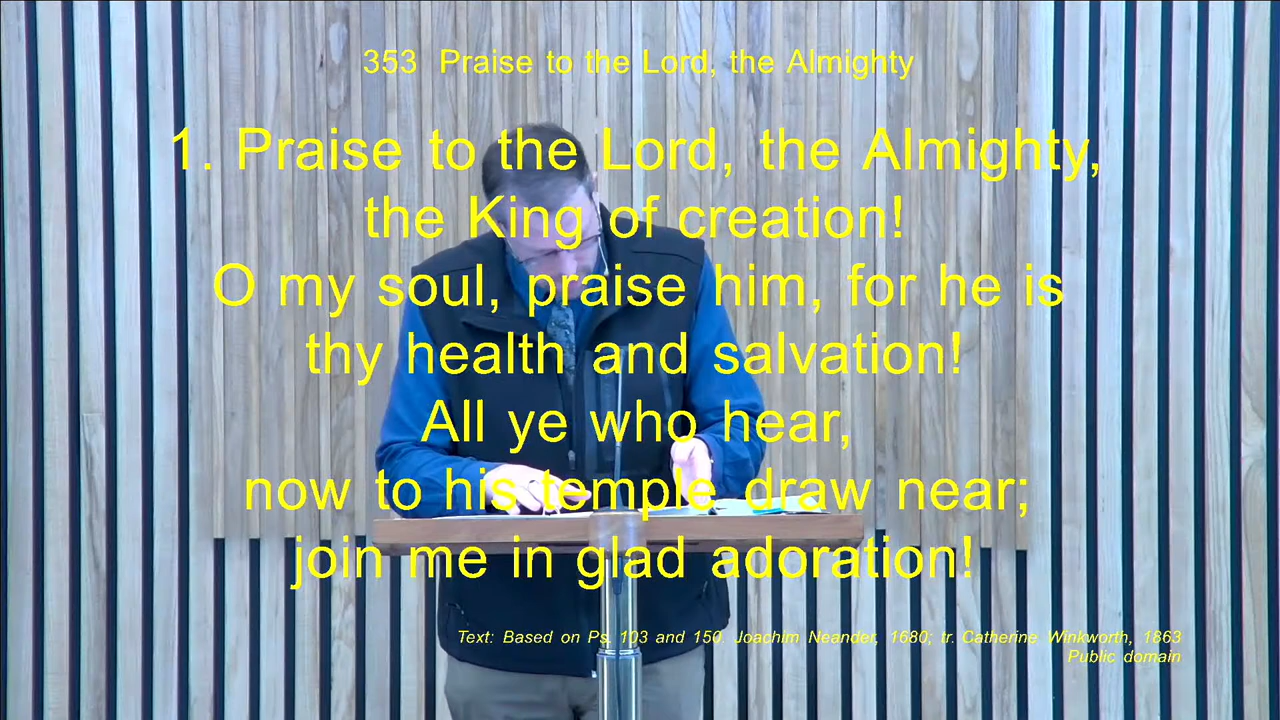 353 Praise to the Lord, the Almighty
1. Praise to the Lord, the Almighty,
the King of creation!
O my soul, praise him, for he is
thy health and salvation!
All ye who hear,
now to his temple draw near;
join me in glad adoration!
Text: Based on Ps. 103 and 150. Joachim Neander, 1680; tr. Catherine Winkworth, 1863
Public domain